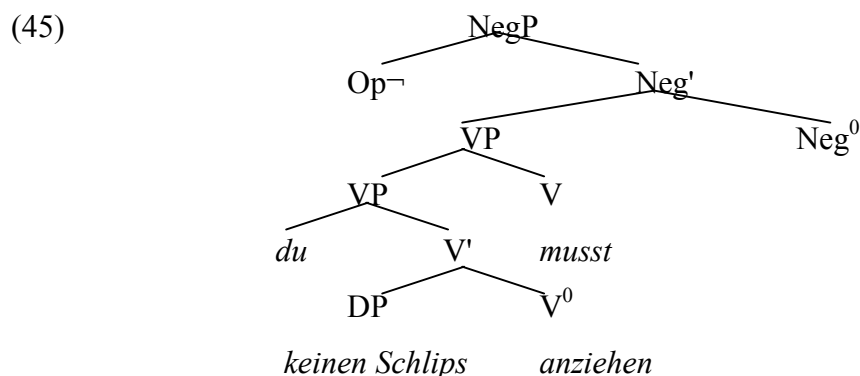 (45) NegP
Op¬ Neg'
VP Neg⁰
VP V
du V' musst
DP V⁰
keinen Schlips anziehen